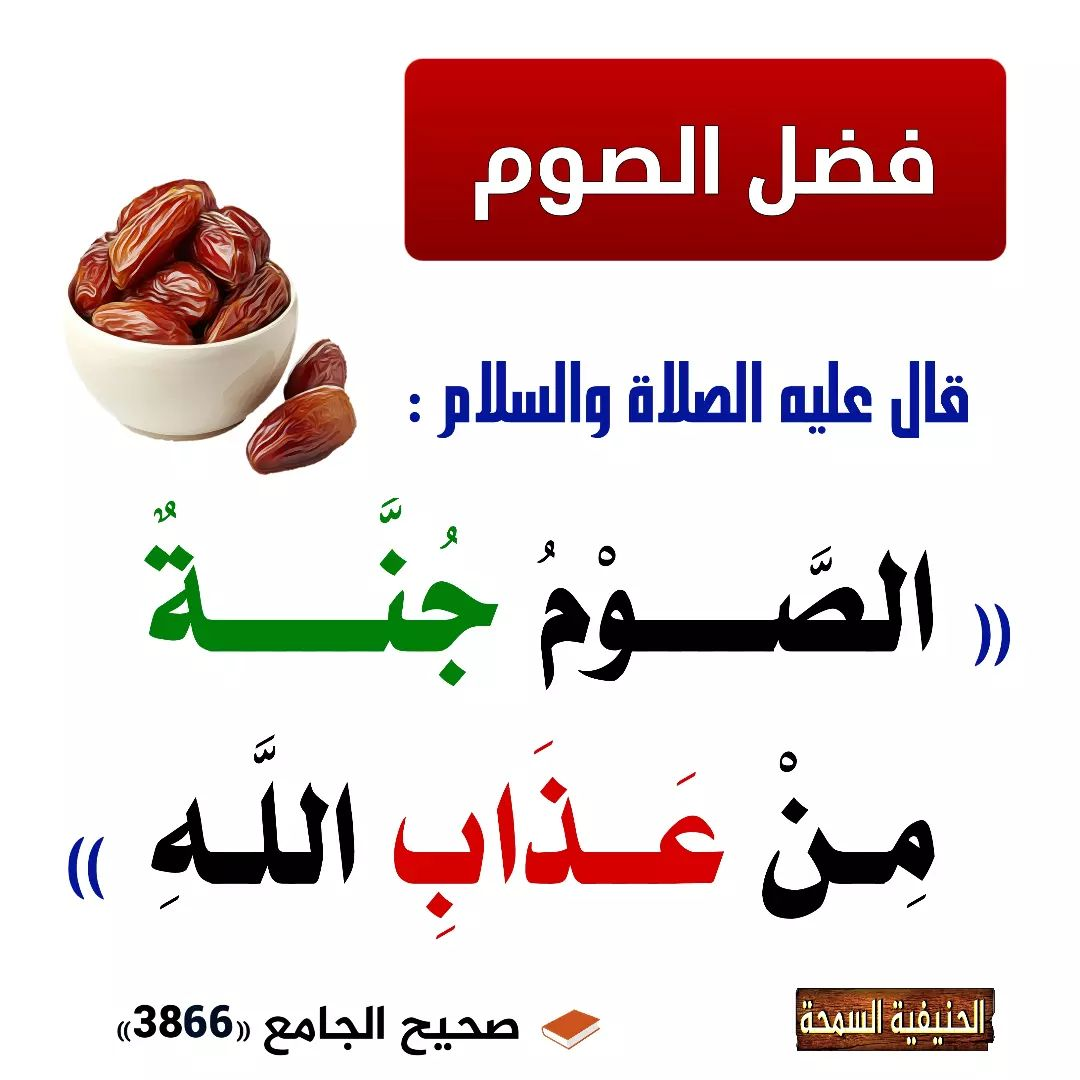 فضل الصوم
قال عليه الصلاة والسلام :
(( الصَّـــوْمُ جُنَّـــةٌ
مِـنْ عَـذَابِ اللَّـهِ ))
صحيح الجامع «3866»
الحنيفية السمحة